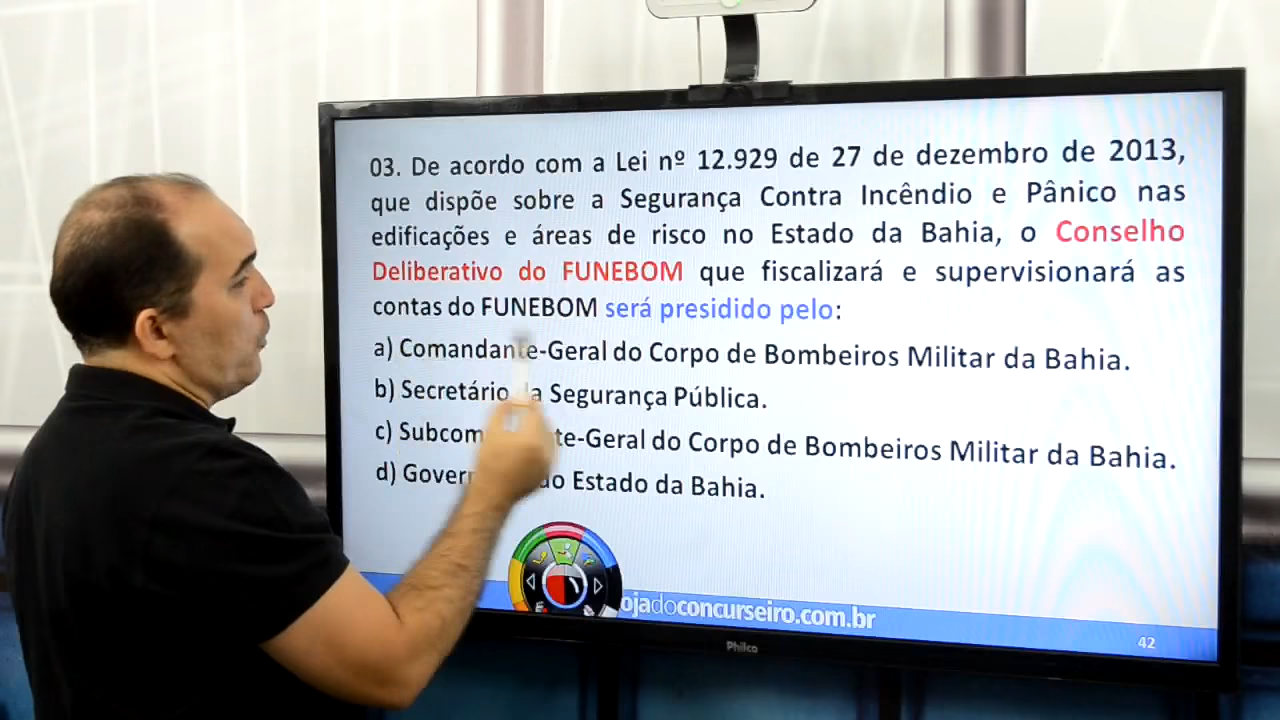 03. De acordo com a Lei nº 12.929 de 27 de dezembro de 2013,
que dispõe sobre a Segurança Contra Incêndio e Pânico nas
edificações e áreas de risco no Estado da Bahia, o Conselho
Deliberativo do FUNEBOM que fiscalizará e supervisionará as
contas do FUNEBOM será presidido pelo:
a) Comandante-Geral do Corpo de Bombeiros Militar da Bahia.
b) Secretário da Segurança Pública.
c) Subcom te-Geral do Corpo de Bombeiros Militar da Bahia.
d) Gover do Estado da Bahia.
ojadoconcurseiro.com.br
42
Philco